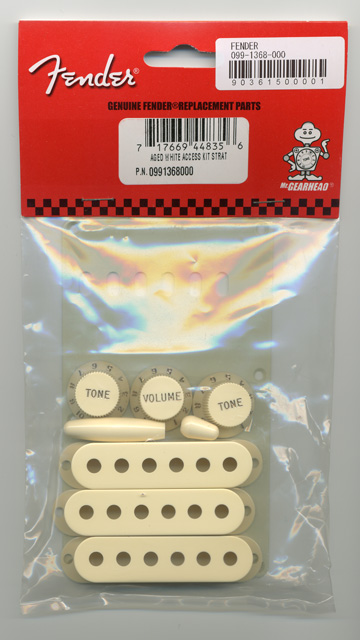 Fender®
FENDER
099-1368-000
90361500001
GENUINE FENDER® REPLACEMENT PARTS
7 17669 44835 6
AGED WHITE ACCESS KIT STRAT
P.N. 0991368000
Mr. GEARHEAD®
TONE
VOLUME
TONE